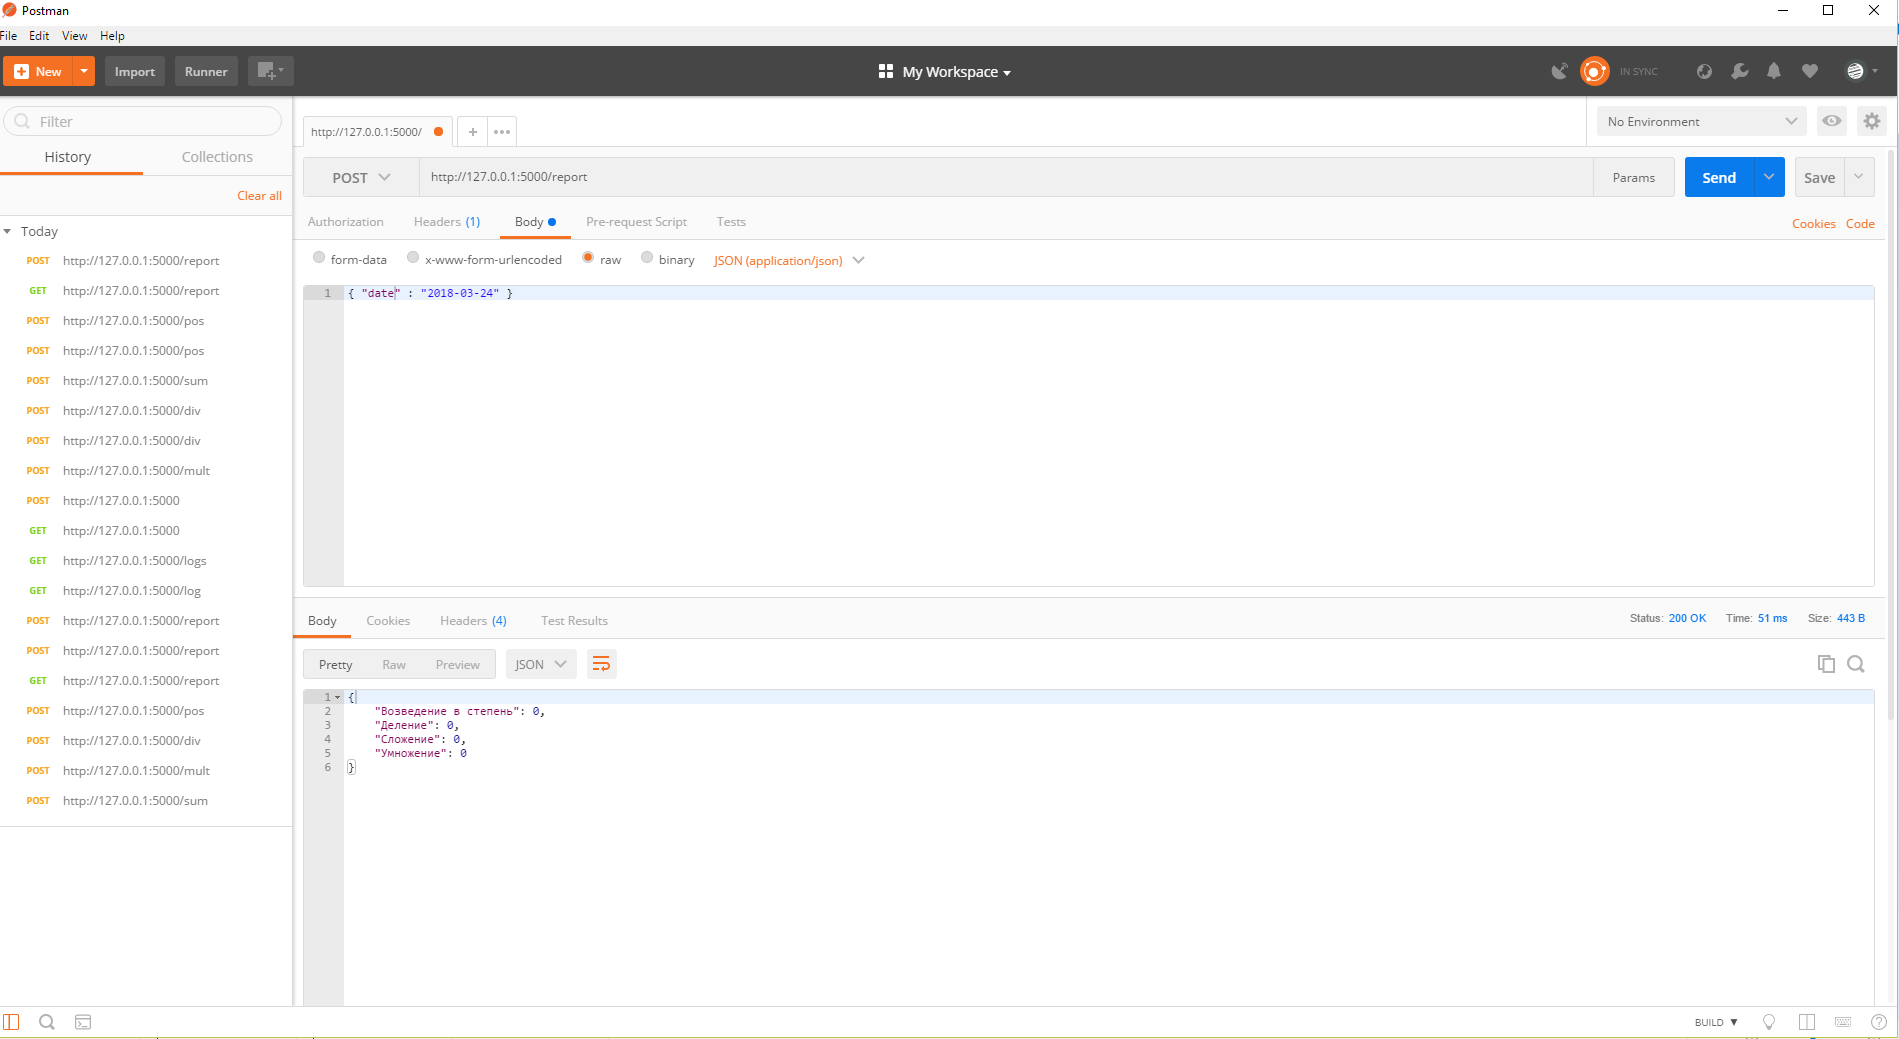 Postman
File Edit View Help
New Import Runner My Workspace IN SYNC
Filter
History Collections
Clear all
Today
POST http://127.0.0.1:5000/report
GET http://127.0.0.1:5000/report
POST http://127.0.0.1:5000/pos
POST http://127.0.0.1:5000/pos
POST http://127.0.0.1:5000/sum
POST http://127.0.0.1:5000/div
POST http://127.0.0.1:5000/div
POST http://127.0.0.1:5000/mult
POST http://127.0.0.1:5000
GET http://127.0.0.1:5000
GET http://127.0.0.1:5000/logs
GET http://127.0.0.1:5000/log
POST http://127.0.0.1:5000/report
POST http://127.0.0.1:5000/report
GET http://127.0.0.1:5000/report
POST http://127.0.0.1:5000/pos
POST http://127.0.0.1:5000/div
POST http://127.0.0.1:5000/mult
POST http://127.0.0.1:5000/sum
http://127.0.0.1:5000/ + •••
No Environment
POST http://127.0.0.1:5000/report Params Send Save
Authorization Headers (1) Body Pre-request Script Tests Cookies Code
form-data x-www-form-urlencoded raw binary JSON (application/json)
1 { "date" : "2018-03-24" }
Body Cookies Headers (4) Test Results Status: 200 OK Time: 51 ms Size: 443 B
Pretty Raw Preview JSON
1 {
2 "Возведение в степень": 0,
3 "Деление": 0,
4 "Сложение": 0,
5 "Умножение": 0
6 }
BUILD